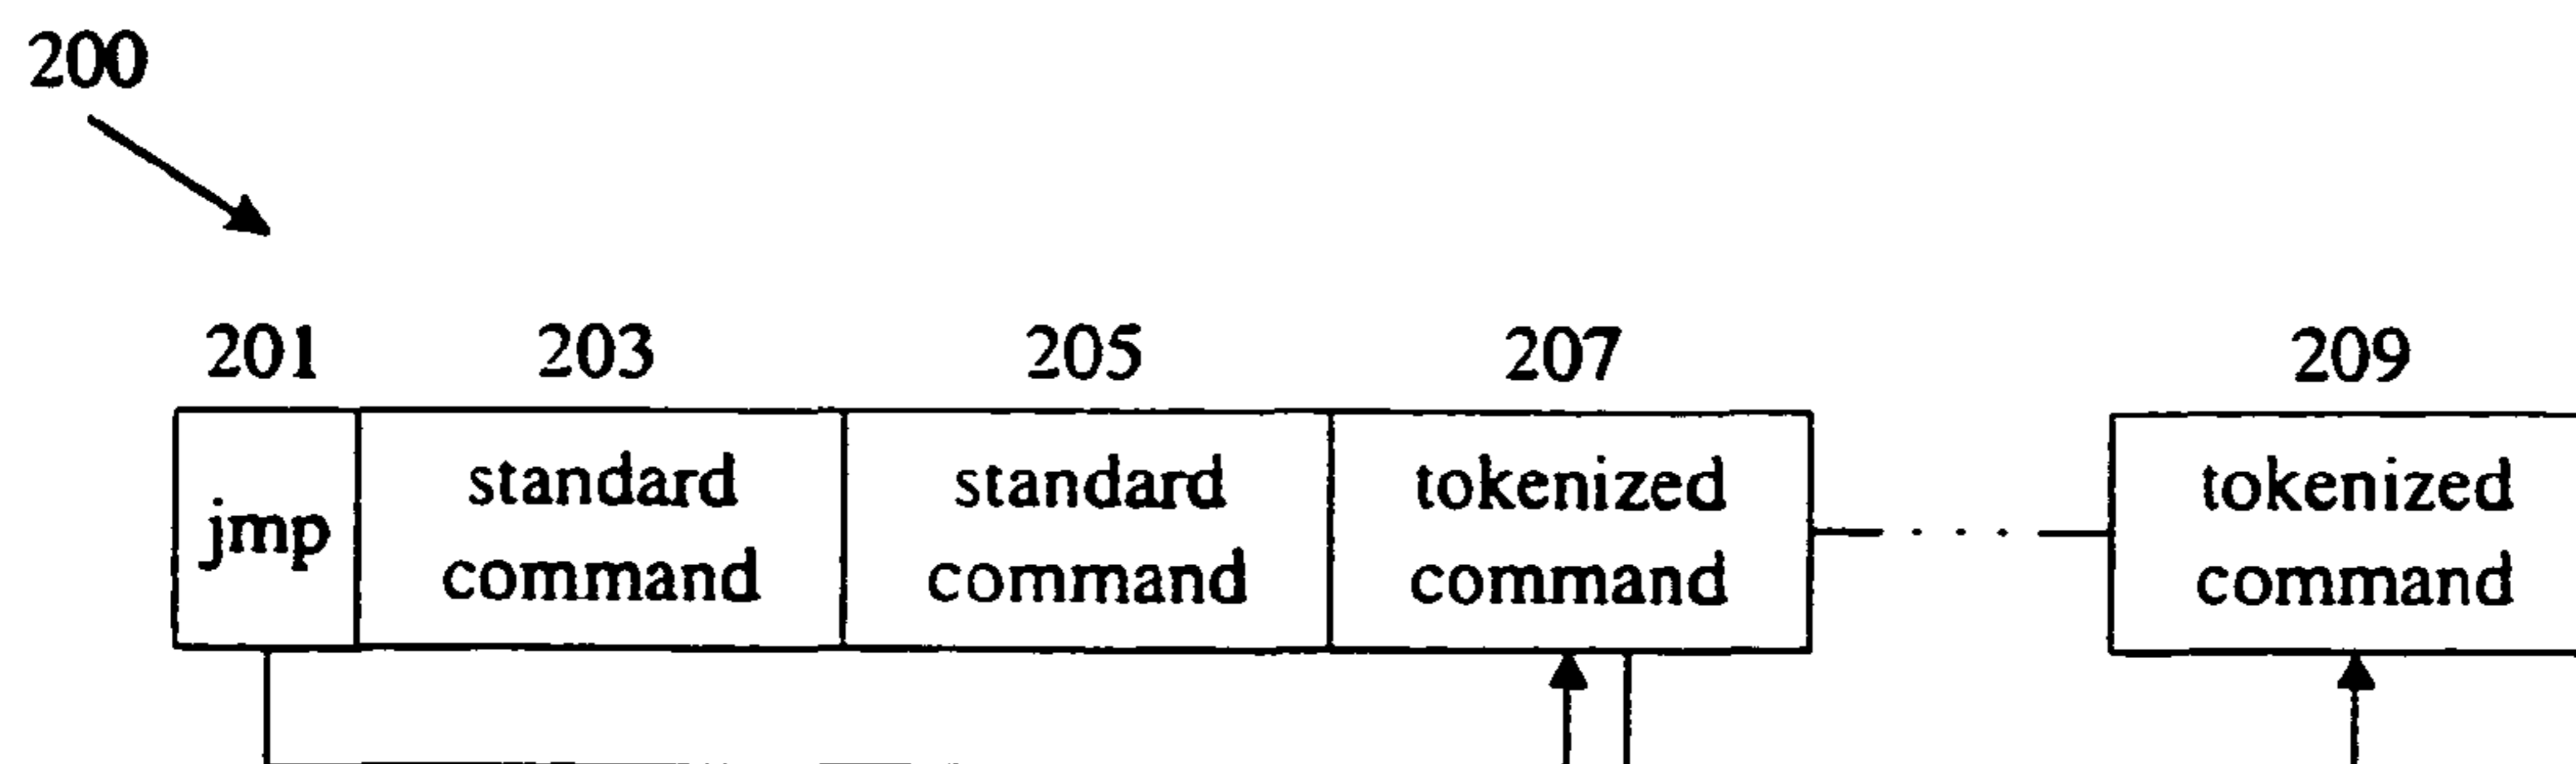 200
201 203 205 207 209
jmp
standard
command
standard
command
tokenized
command
tokenized
command